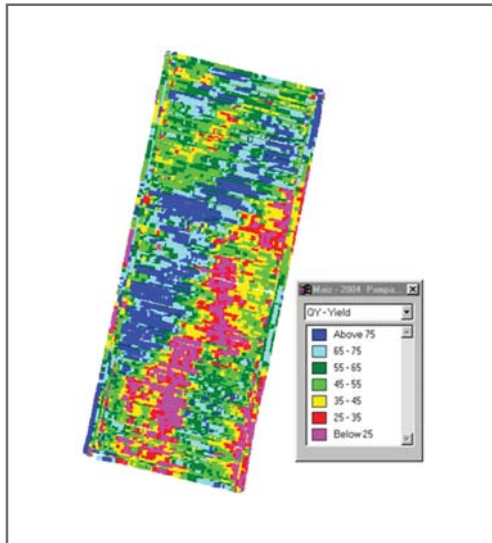 Maiz - 2004 Pampa...
QY - Yield
Above 75
65 - 75
55 - 65
45 - 55
35 - 45
25 - 35
Below 25